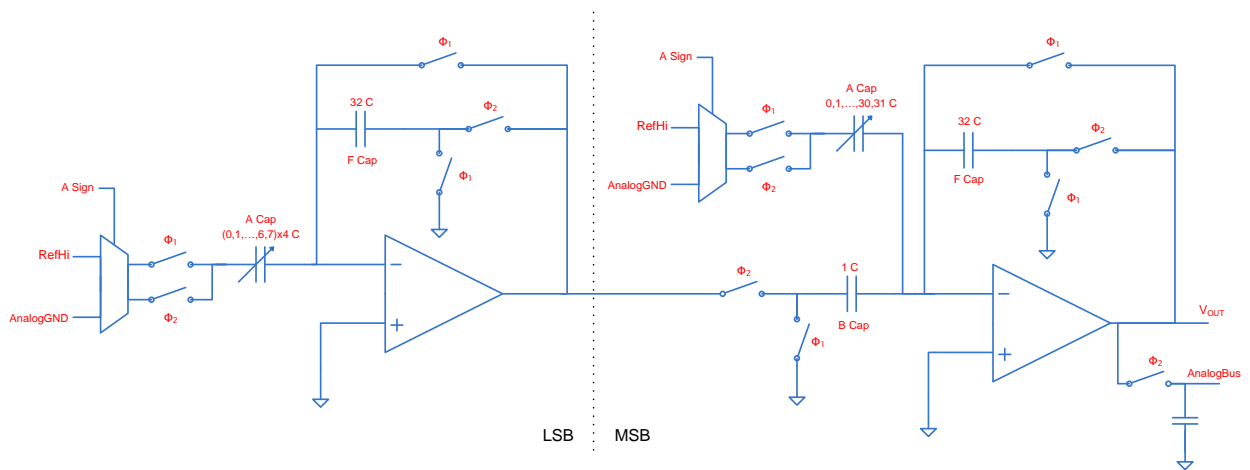 Φ1
A Sign
32 C
Φ2
F Cap
Φ1
A Sign
A Cap
(0,1,...,6,7)x4 C
RefHi
Φ1
AnalogGND
Φ2
LSB
MSB
Φ1
A Sign
A Cap
0,1,...,30,31 C
Φ1
RefHi
32 C
Φ2
F Cap
AnalogGND
Φ2
Φ1
Φ2
1 C
B Cap
Φ1
VOUT
Φ2
AnalogBus